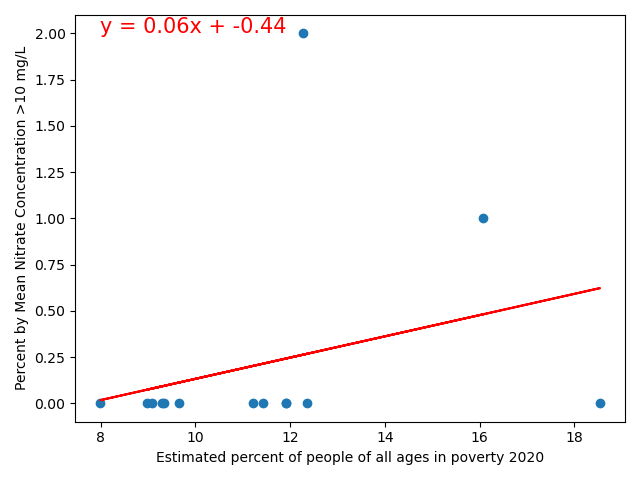 y = 0.06x + -0.44
2.00
1.75
1.50
1.25
1.00
0.75
0.50
0.25
0.00
Percent by Mean Nitrate Concentration >10 mg/L
8 10 12 14 16 18
Estimated percent of people of all ages in poverty 2020